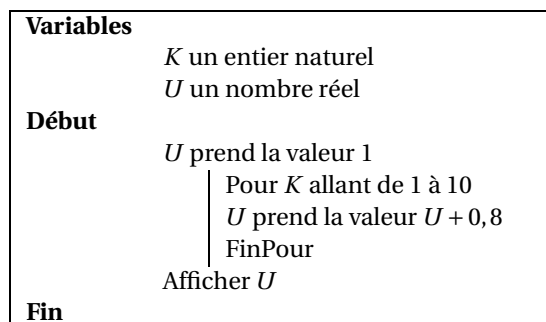 Variables
K un entier naturel
U un nombre réel
Début
U prend la valeur 1
Pour K allant de 1 à 10
U prend la valeur U + 0,8
FinPour
Afficher U
Fin